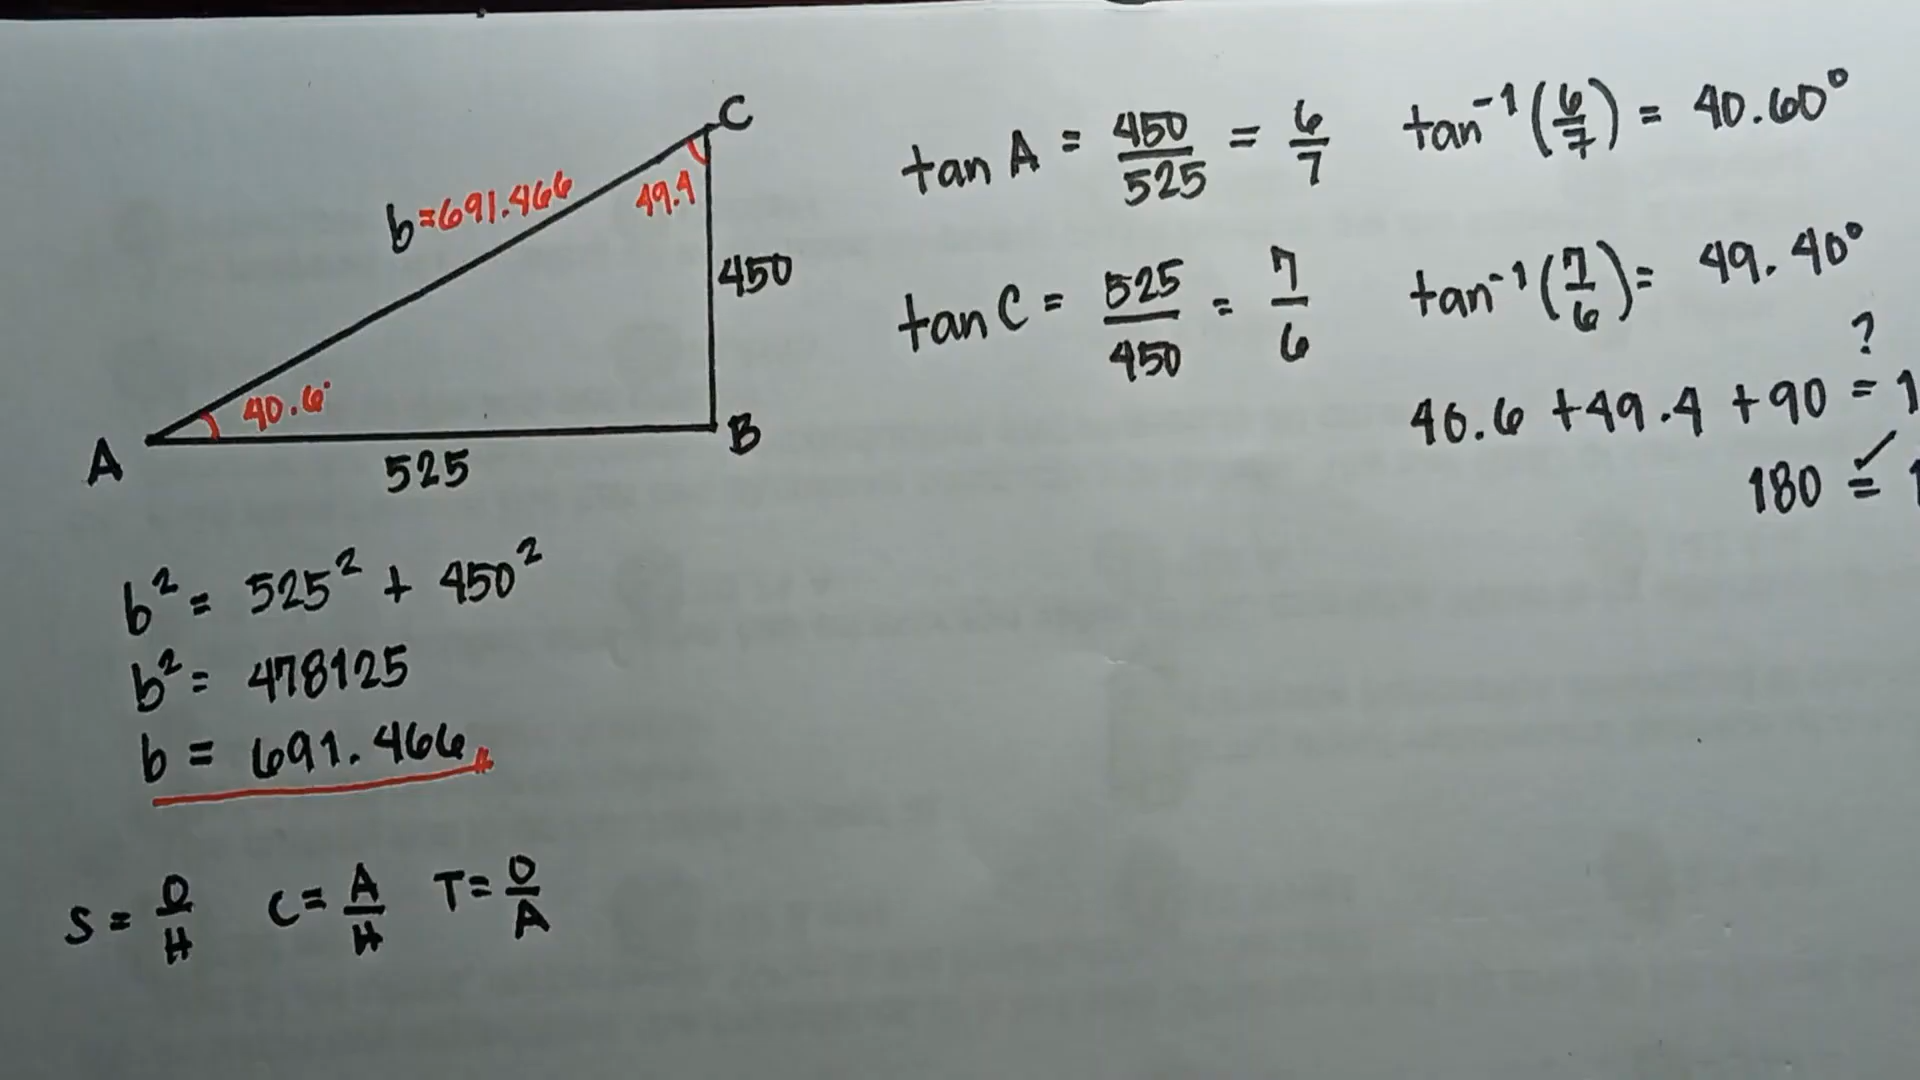 C
b=691.466
49.4
450
40.6°
A
B
525
b² = 525² + 450²
b² = 478125
b = 691.466
S = O/H C = A/H T = O/A
tan A = 450/525 = 6/7 tan⁻¹(6/7) = 40.60°
tan C = 525/450 = 7/6 tan⁻¹(7/6) = 49.40°
?
40.6 + 49.4 + 90 = 1
180 = 1